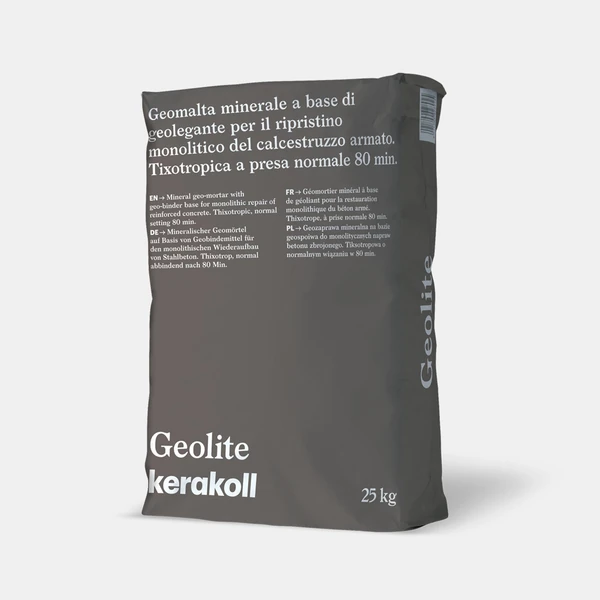 Geomalta minerale a base di
geolegante per il ripristino
monolitico del calcestruzzo armato.
Tixotropica a presa normale 80 min.
EN → Mineral geo-mortar with
geo-binder base for monolithic repair of
reinforced concrete. Thixotropic, normal
setting 80 min.
DE → Mineralischer Geomörtel
auf Basis von Geobindemittel für
den monolithischen Wiederaufbau
von Stahlbeton. Thixotrop, normal
abbindend nach 80 Min.
FR → Géomortier minéral à base
de géoliant pour la restauration
monolithique du béton armé.
Thixotrope, à prise normale 80 min.
PL → Geozaprawa mineralna na bazie
geospoiwa do monolitycznych napraw
betonu zbrojonego. Tiksotropowa o
normalnym wiązaniu w 80 min.
Geolite
kerakoll
25 kg
Geolite